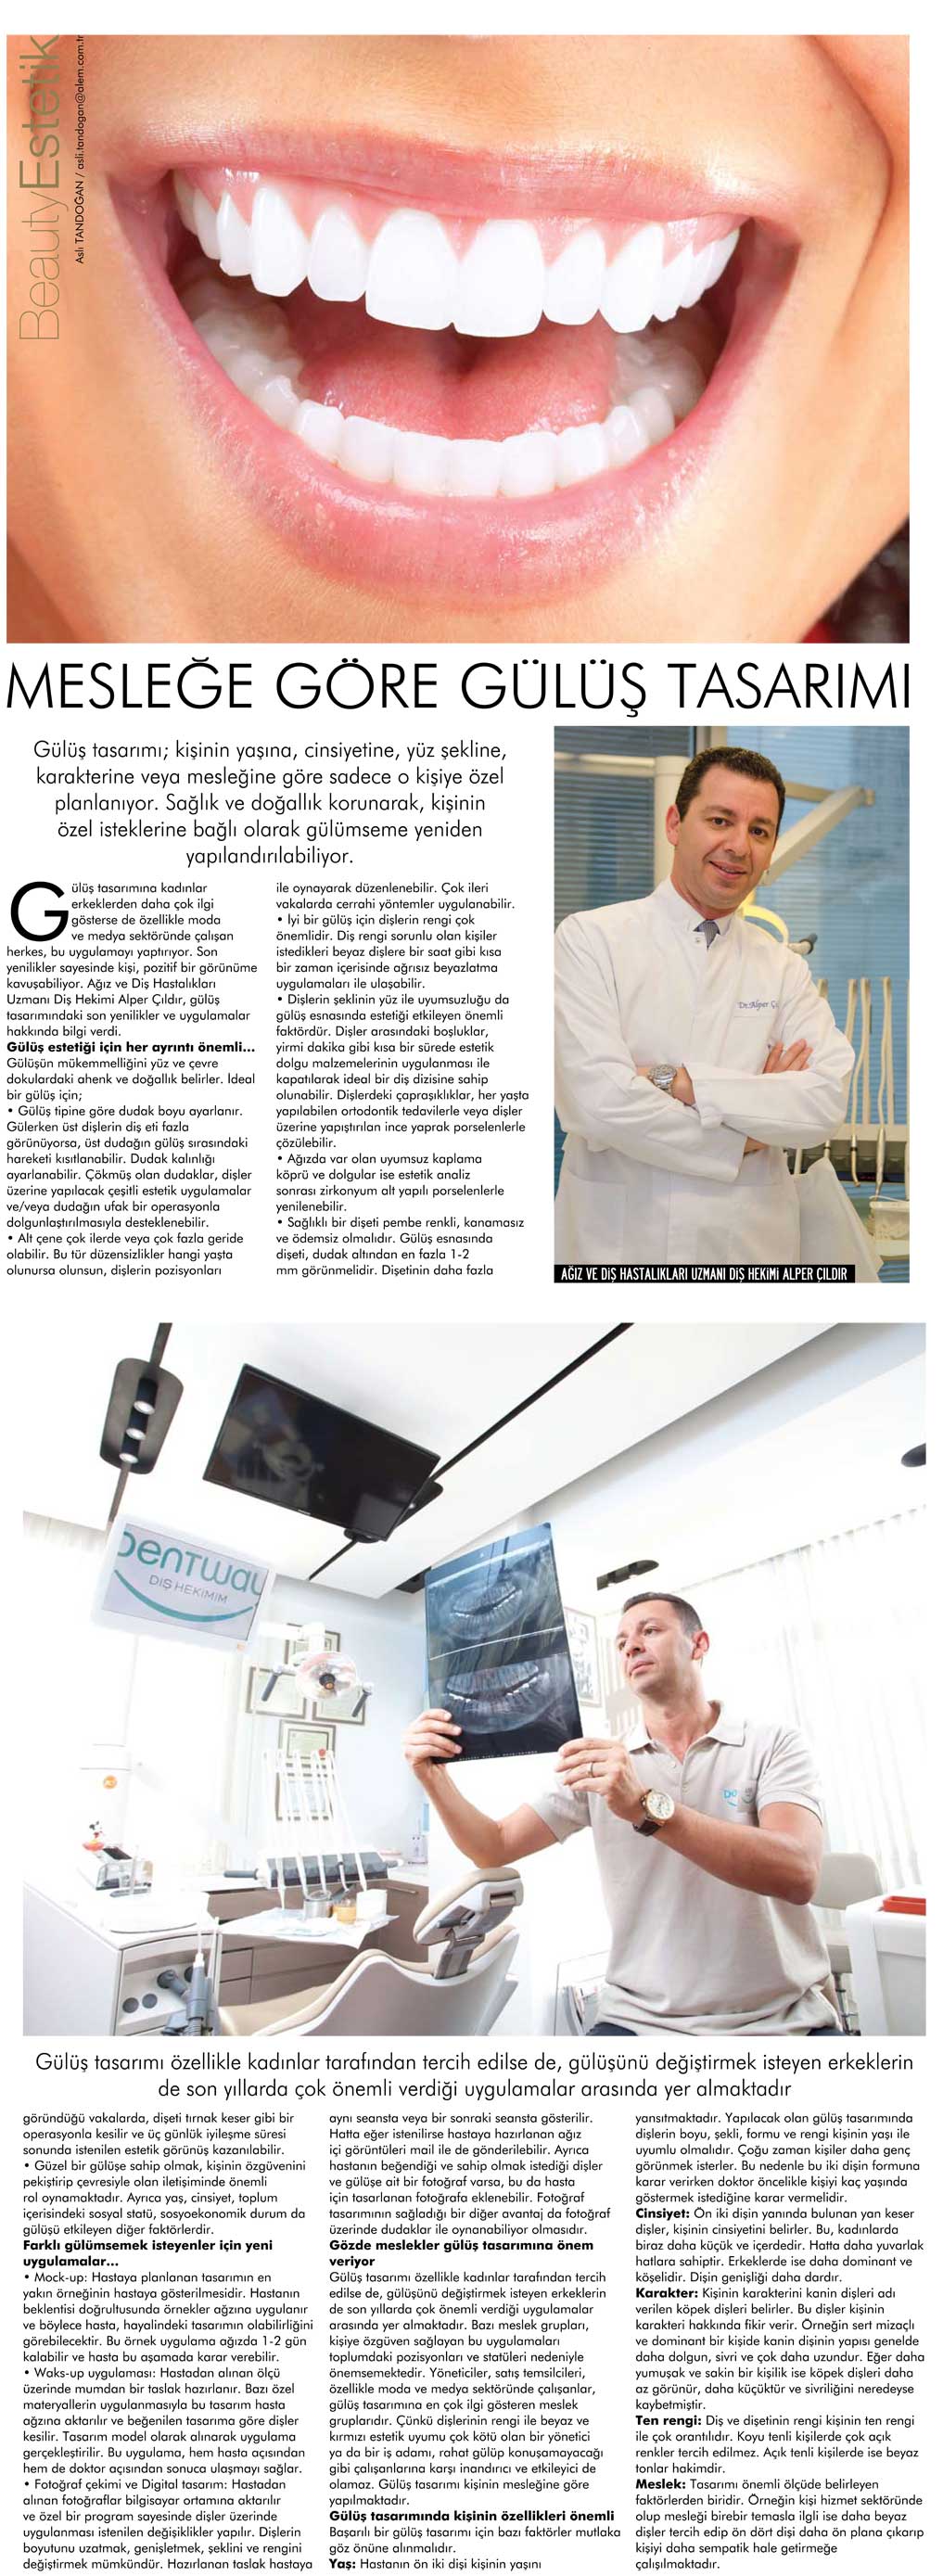 BeautyEstetik
Aslı TANDOĞAN / asli.tandogan@alem.com.tr
MESLEĞE GÖRE GÜLÜŞ TASARIMI
Gülüş tasarımı; kişinin yaşına, cinsiyetine, yüz şekline,
karakterine veya mesleğine göre sadece o kişiye özel
planlanıyor. Sağlık ve doğallık korunarak, kişinin
özel isteklerine bağlı olarak gülümseme yeniden
yapılandırılabiliyor.
Gülüş tasarımına kadınlar
erkeklerden daha çok ilgi
gösterse de özellikle moda
ve medya sektöründe çalışan
herkes, bu uygulamayı yaptırıyor. Son
yenilikler sayesinde kişi, pozitif bir görünüme
kavuşabiliyor. Ağız ve Diş Hastalıkları
Uzmanı Diş Hekimi Alper Çıldır, gülüş
tasarımındaki son yenilikler ve uygulamalar
hakkında bilgi verdi.
Gülüş estetiği için her ayrıntı önemli...
Gülüşün mükemmelliğini yüz ve çevre
dokulardaki ahenk ve doğallık belirler. İdeal
bir gülüş için;
• Gülüş tipine göre dudak boyu ayarlanır.
Gülerken üst dişlerin diş eti fazla
görünüyorsa, üst dudağın gülüş sırasındaki
hareketi kısıtlanabilir. Dudak kalınlığı
ayarlanabilir. Çökmüş olan dudaklar, dişler
üzerine yapılacak çeşitli estetik uygulamalar
ve/veya dudağın ufak bir operasyonla
dolgunlaştırılmasıyla desteklenebilir.
• Alt çene çok ilerde veya çok fazla geride
olabilir. Bu tür düzensizlikler hangi yaşta
olunursa olunsun, dişlerin pozisyonları
ile oynayarak düzenlenebilir. Çok ileri
vakalarda cerrahi yöntemler uygulanabilir.
• İyi bir gülüş için dişlerin rengi çok
önemlidir. Diş rengi sorunlu olan kişiler
istedikleri beyaz dişlere bir saat gibi kısa
bir zaman içerisinde ağrısız beyazlatma
uygulamaları ile ulaşabilir.
• Dişlerin şeklinin yüz ile uyumsuzluğu da
gülüş esnasında estetiği etkileyen önemli
faktördür. Dişler arasındaki boşluklar,
yirmi dakika gibi kısa bir sürede estetik
dolgu malzemelerinin uygulanması ile
kapatılarak ideal bir diş dizisine sahip
olunabilir. Dişlerdeki çapraşıklıklar, her yaşta
yapılabilen ortodontik tedavilerle veya dişler
üzerine yapıştırılan ince yaprak porselenlerle
çözülebilir.
• Ağızda var olan uyumsuz kaplama
köprü ve dolgular ise estetik analiz
sonrası zirkonyum alt yapılı porselenlerle
yenilenebilir.
• Sağlıklı bir dişeti pembe renkli, kanamasız
ve ödemsiz olmalıdır. Gülüş esnasında
dişeti, dudak altından en fazla 1-2
mm görünmelidir. Dişetinin daha fazla
Dr.Alper Ç
AĞIZ VE DİŞ HASTALIKLARI UZMANI DİŞ HEKİMİ ALPER ÇILDIR
DENTWAY
DİŞ HEKİMİM
Gülüş tasarımı özellikle kadınlar tarafından tercih edilse de, gülüşünü değiştirmek isteyen erkeklerin
de son yıllarda çok önemli verdiği uygulamalar arasında yer almaktadır
göründüğü vakalarda, dişeti tırnak keser gibi bir
operasyonla kesilir ve üç günlük iyileşme süresi
sonunda istenilen estetik görünüş kazanılabilir.
• Güzel bir gülüşe sahip olmak, kişinin özgüvenini
pekiştirip çevresiyle olan iletişiminde önemli
rol oynamaktadır. Ayrıca yaş, cinsiyet, toplum
içerisindeki sosyal statü, sosyoekonomik durum da
gülüşü etkileyen diğer faktörlerdir.
Farklı gülümsemek isteyenler için yeni
uygulamalar...
• Mock-up: Hastaya planlanan tasarımın en
yakın örneğinin hastaya gösterilmesidir. Hastanın
beklentisi doğrultusunda örnekler ağzına uygulanır
ve böylece hasta, hayalindeki tasarımın olabilirliğini
görebilecektir. Bu örnek uygulama ağızda 1-2 gün
kalabilir ve hasta bu aşamada karar verebilir.
• Waks-up uygulaması: Hastadan alınan ölçü
üzerinde mumdan bir taslak hazırlanır. Bazı özel
materyallerin uygulanmasıyla bu tasarım hasta
ağzına aktarılır ve beğenilen tasarıma göre dişler
kesilir. Tasarım model olarak alınarak uygulama
gerçekleştirilir. Bu uygulama, hem hasta açısından
hem de doktor açısından sonuca ulaşmayı sağlar.
• Fotoğraf çekimi ve Digital tasarım: Hastadan
alınan fotoğraflar bilgisayar ortamına aktarılır
ve özel bir program sayesinde dişler üzerinde
uygulanması istenilen değişiklikler yapılır. Dişlerin
boyutunu uzatmak, genişletmek, şeklini ve rengini
değiştirmek mümkündür. Hazırlanan taslak hastaya
aynı seansta veya bir sonraki seansta gösterilir.
Hatta eğer istenilirse hastaya hazırlanan ağız
içi görüntüleri mail ile de gönderilebilir. Ayrıca
hastanın beğendiği ve sahip olmak istediği dişler
ve gülüşe ait bir fotoğraf varsa, bu da hasta
için tasarlanan fotoğrafa eklenebilir. Fotoğraf
tasarımının sağladığı bir diğer avantaj da fotoğraf
üzerinde dudaklar ile oynanabiliyor olmasıdır.
Gözde meslekler gülüş tasarımına önem
veriyor
Gülüş tasarımı özellikle kadınlar tarafından tercih
edilse de, gülüşünü değiştirmek isteyen erkeklerin
de son yıllarda çok önemli verdiği uygulamalar
arasında yer almaktadır. Bazı meslek grupları,
kişiye özgüven sağlayan bu uygulamaları
toplumdaki pozisyonları ve statüleri nedeniyle
önemsemektedir. Yöneticiler, satış temsilcileri,
özellikle moda ve medya sektöründe çalışanlar,
gülüş tasarımına en çok ilgi gösteren meslek
gruplarıdır. Çünkü dişlerinin rengi ile beyaz ve
kırmızı estetik uyumu çok kötü olan bir yönetici
ya da bir iş adamı, rahat gülüp konuşamayacağı
gibi çalışanlarına karşı inandırıcı ve etkileyici de
olamaz. Gülüş tasarımı kişinin mesleğine göre
yapılmaktadır.
Gülüş tasarımında kişinin özellikleri önemli
Başarılı bir gülüş tasarımı için bazı faktörler mutlaka
göz önüne alınmalıdır.
Yaş: Hastanın ön iki dişi kişinin yaşını
yansıtmaktadır. Yapılacak olan gülüş tasarımında
dişlerin boyu, şekli, formu ve rengi kişinin yaşı ile
uyumlu olmalıdır. Çoğu zaman kişiler daha genç
görünmek isterler. Bu nedenle bu iki dişin formuna
karar verirken doktor öncelikle kişiyi kaç yaşında
göstermek istediğine karar vermelidir.
Cinsiyet: Ön iki dişin yanında bulunan yan keser
dişler, kişinin cinsiyetini belirler. Bu, kadınlarda
biraz daha küçük ve içerdedir. Hatta daha yuvarlak
hatlara sahiptir. Erkeklerde ise daha dominant ve
köşelidir. Dişin genişliği daha dardır.
Karakter: Kişinin karakterini kanin dişleri adı
verilen köpek dişleri belirler. Bu dişler kişinin
karakteri hakkında fikir verir. Örneğin sert mizaçlı
ve dominant bir kişide kanin dişinin yapısı genelde
daha dolgun, sivri ve çok daha uzundur. Eğer daha
yumuşak ve sakin bir kişilik ise köpek dişleri daha
az görünür, daha küçüktür ve sivriliğini neredeyse
kaybetmiştir.
Ten rengi: Diş ve dişetinin rengi kişinin ten rengi
ile çok orantılıdır. Koyu tenli kişilerde çok açık
renkler tercih edilmez. Açık tenli kişilerde ise beyaz
tonlar hakimdir.
Meslek: Tasarımı önemli ölçüde belirleyen
faktörlerden biridir. Örneğin kişi hizmet sektöründe
olup mesleği birebir temasla ilgli ise daha beyaz
dişler tercih edip ön dört dişi daha ön plana çıkarıp
kişiyi daha sempatik hale getirmeğe
çalışılmaktadır.